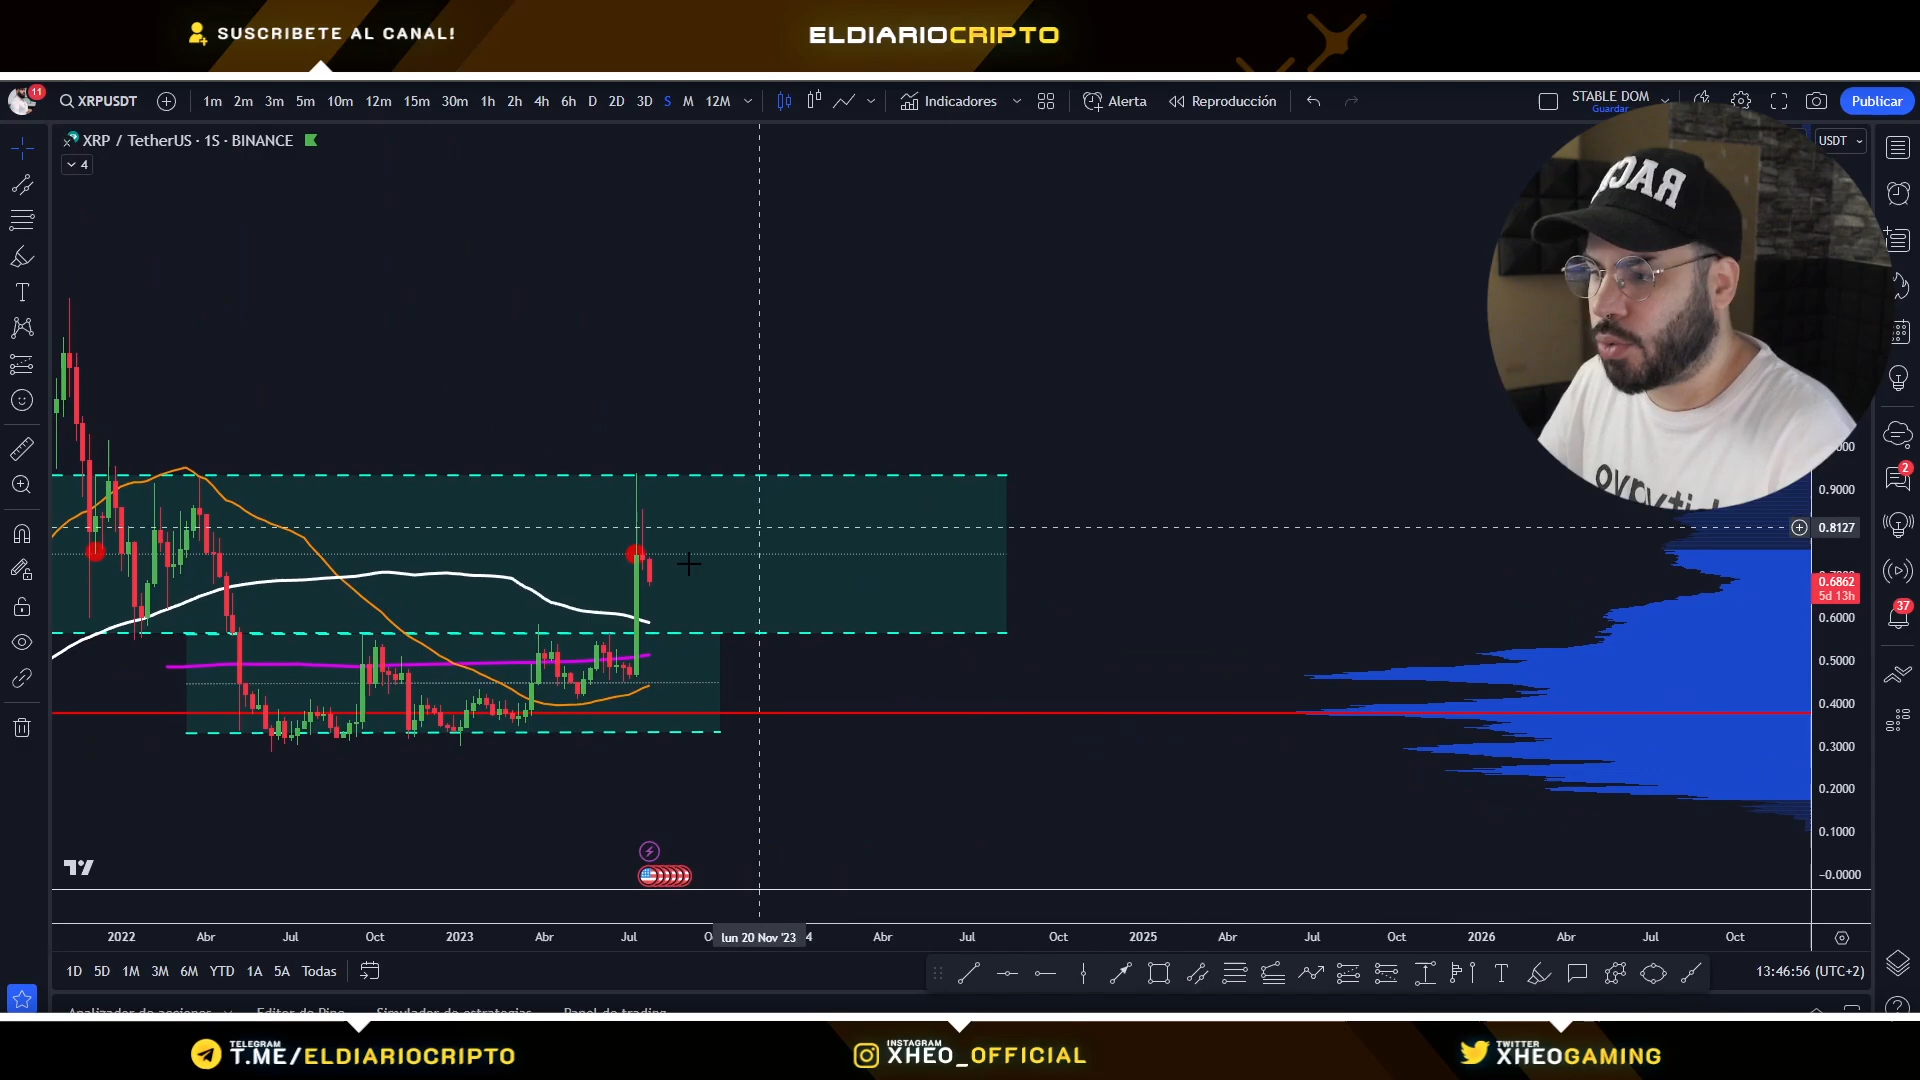 SUSCRIBETE AL CANAL!
ELDIARIOCRIPTO
11
XRPUSDT
1m 2m 3m 5m 10m 12m 15m 30m 1h 2h 4h 6h D 2D 3D S M 12M
Indicadores
Alerta
Reproducción
STABLE DOM
Guardar
Publicar
XRP / TetherUS · 1S · BINANCE
4
USDT
0.9000
0.8127
0.6862
5d 13h
0.6000
0.5000
0.4000
0.3000
0.2000
0.1000
−0.0000
2
37
2022 Abr Jul Oct 2023 Abr Jul lun 20 Nov '23 4 Abr Jul Oct 2025 Abr Jul Oct 2026 Abr Jul Oct
1D 5D 1M 3M 6M YTD 1A 5A Todas
13:46:56 (UTC+2)
TELEGRAM
T.ME/ELDIARIOCRIPTO
INSTAGRAM
XHEO_OFFICIAL
TWITTER
XHEOGAMING